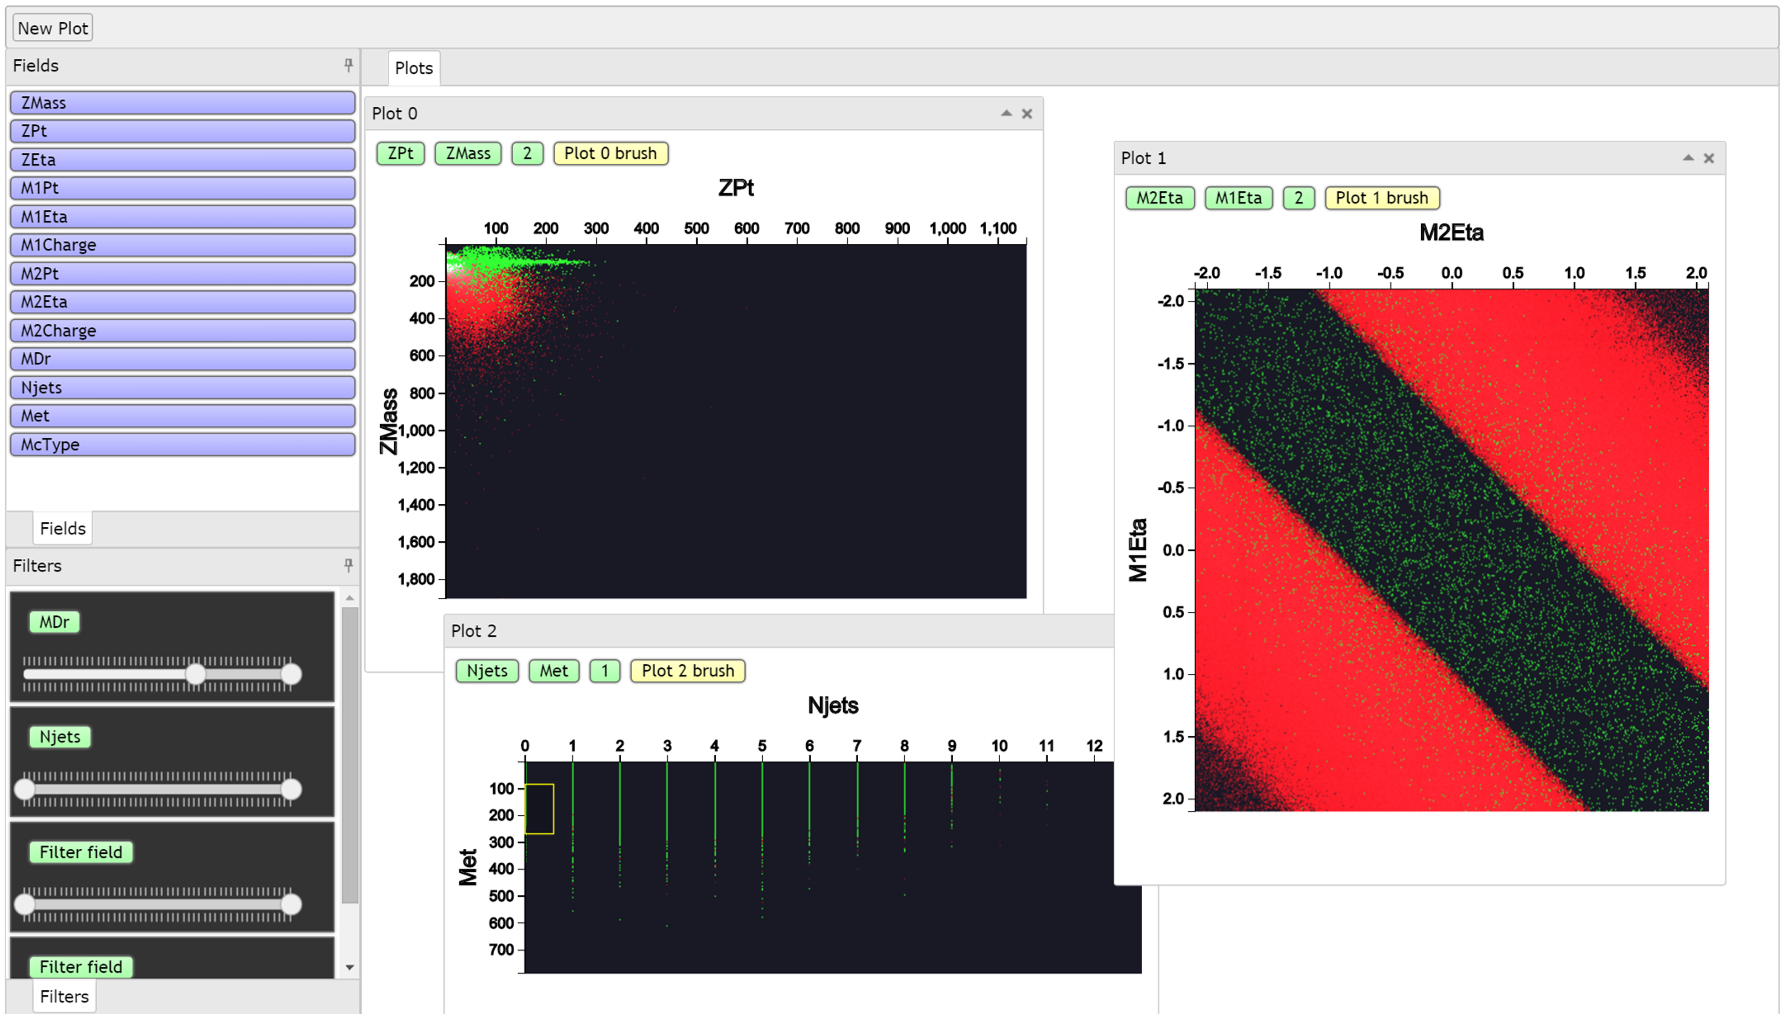 New Plot
Fields
ZMass
ZPt
ZEta
M1Pt
M1Eta
M1Charge
M2Pt
M2Eta
M2Charge
MDr
Njets
Met
McType
Fields
Filters
MDr
Njets
Filter field
Filter field
Filters
Plots
Plot 0
ZPt ZMass 2 Plot 0 brush
ZPt
100 200 300 400 500 600 700 800 900 1,000 1,100
200
400
600
800
1,000
1,200
1,400
1,600
1,800
ZMass
Plot 2
Njets Met 1 Plot 2 brush
Njets
0 1 2 3 4 5 6 7 8 9 10 11 12
100
200
300
400
500
600
700
Met
Plot 1
M2Eta M1Eta 2 Plot 1 brush
M2Eta
-2.0 -1.5 -1.0 -0.5 0.0 0.5 1.0 1.5 2.0
-2.0
-1.5
-1.0
-0.5
0.0
0.5
1.0
1.5
2.0
M1Eta